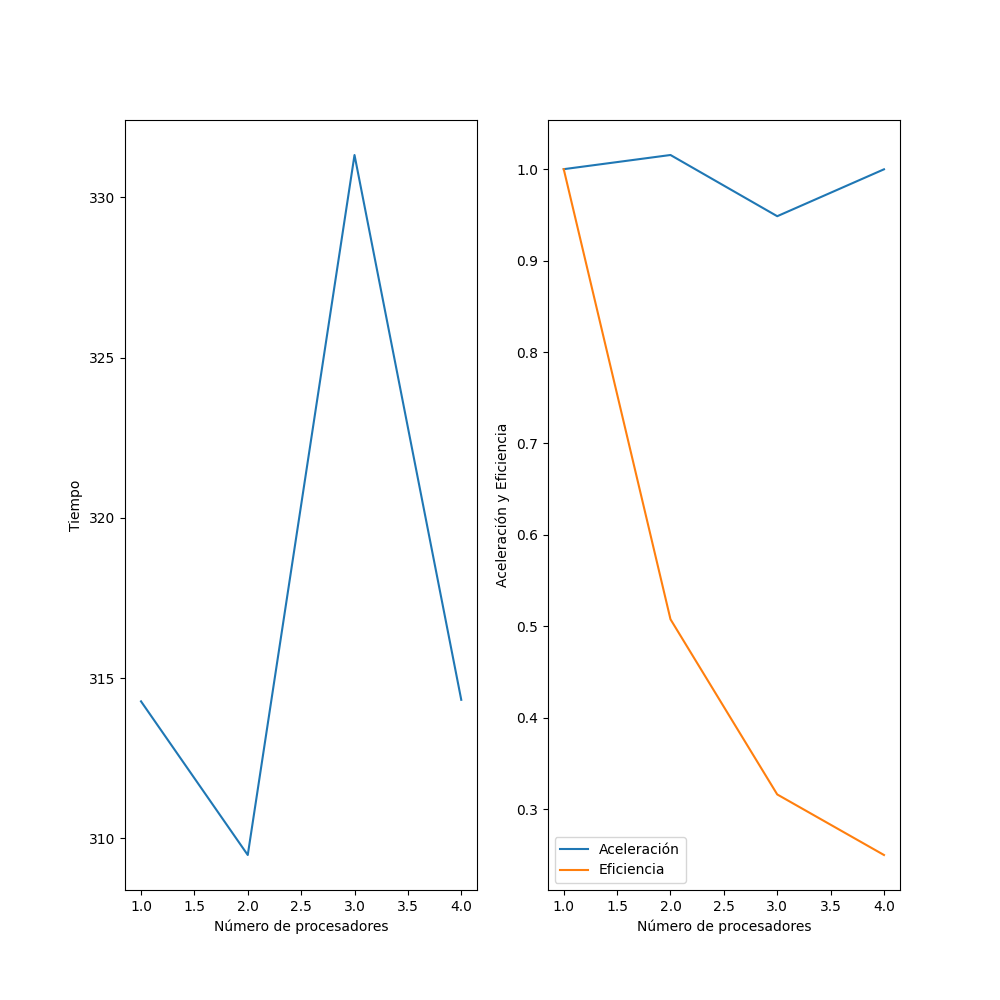 330
325
320
315
310
Tiempo
1.0 1.5 2.0 2.5 3.0 3.5 4.0
Número de procesadores
1.0
0.9
0.8
0.7
0.6
0.5
0.4
0.3
Aceleración y Eficiencia
Aceleración
Eficiencia
1.0 1.5 2.0 2.5 3.0 3.5 4.0
Número de procesadores